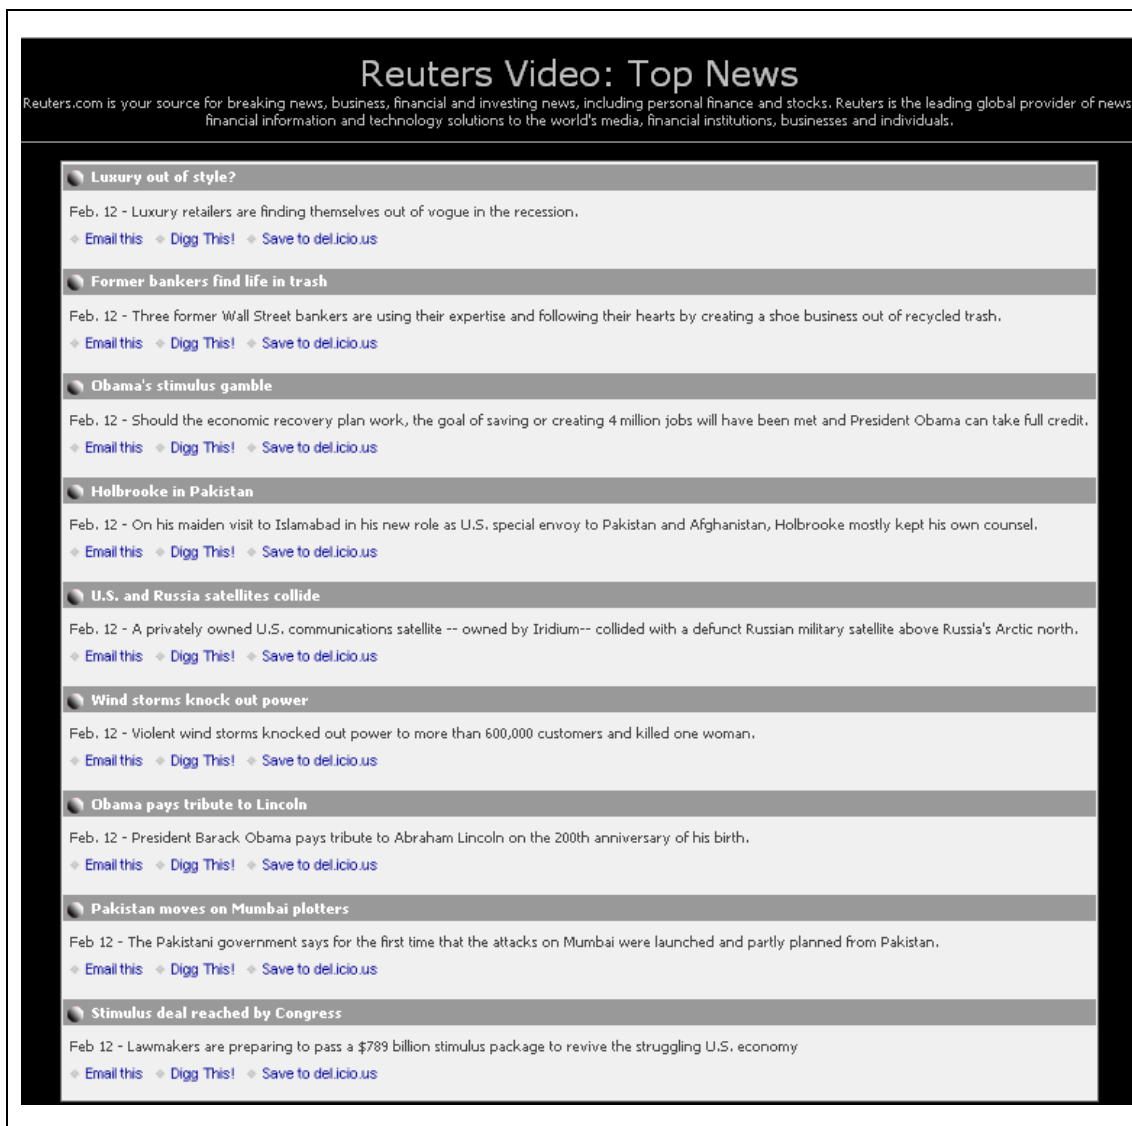 Reuters Video: Top News
Reuters.com is your source for breaking news, business, financial and investing news, including personal finance and stocks. Reuters is the leading global provider of news
financial information and technology solutions to the world's media, financial institutions, businesses and individuals.
Luxury out of style?
Feb. 12 - Luxury retailers are finding themselves out of vogue in the recession.
Email this Digg This! Save to del.icio.us
Former bankers find life in trash
Feb. 12 - Three former Wall Street bankers are using their expertise and following their hearts by creating a shoe business out of recycled trash.
Email this Digg This! Save to del.icio.us
Obama's stimulus gamble
Feb. 12 - Should the economic recovery plan work, the goal of saving or creating 4 million jobs will have been met and President Obama can take full credit.
Email this Digg This! Save to del.icio.us
Holbrooke in Pakistan
Feb. 12 - On his maiden visit to Islamabad in his new role as U.S. special envoy to Pakistan and Afghanistan, Holbrooke mostly kept his own counsel.
Email this Digg This! Save to del.icio.us
U.S. and Russia satellites collide
Feb. 12 - A privately owned U.S. communications satellite -- owned by Iridium-- collided with a defunct Russian military satellite above Russia's Arctic north.
Email this Digg This! Save to del.icio.us
Wind storms knock out power
Feb. 12 - Violent wind storms knocked out power to more than 600,000 customers and killed one woman.
Email this Digg This! Save to del.icio.us
Obama pays tribute to Lincoln
Feb. 12 - President Barack Obama pays tribute to Abraham Lincoln on the 200th anniversary of his birth.
Email this Digg This! Save to del.icio.us
Pakistan moves on Mumbai plotters
Feb 12 - The Pakistani government says for the first time that the attacks on Mumbai were launched and partly planned from Pakistan.
Email this Digg This! Save to del.icio.us
Stimulus deal reached by Congress
Feb 12 - Lawmakers are preparing to pass a $789 billion stimulus package to revive the struggling U.S. economy
Email this Digg This! Save to del.icio.us